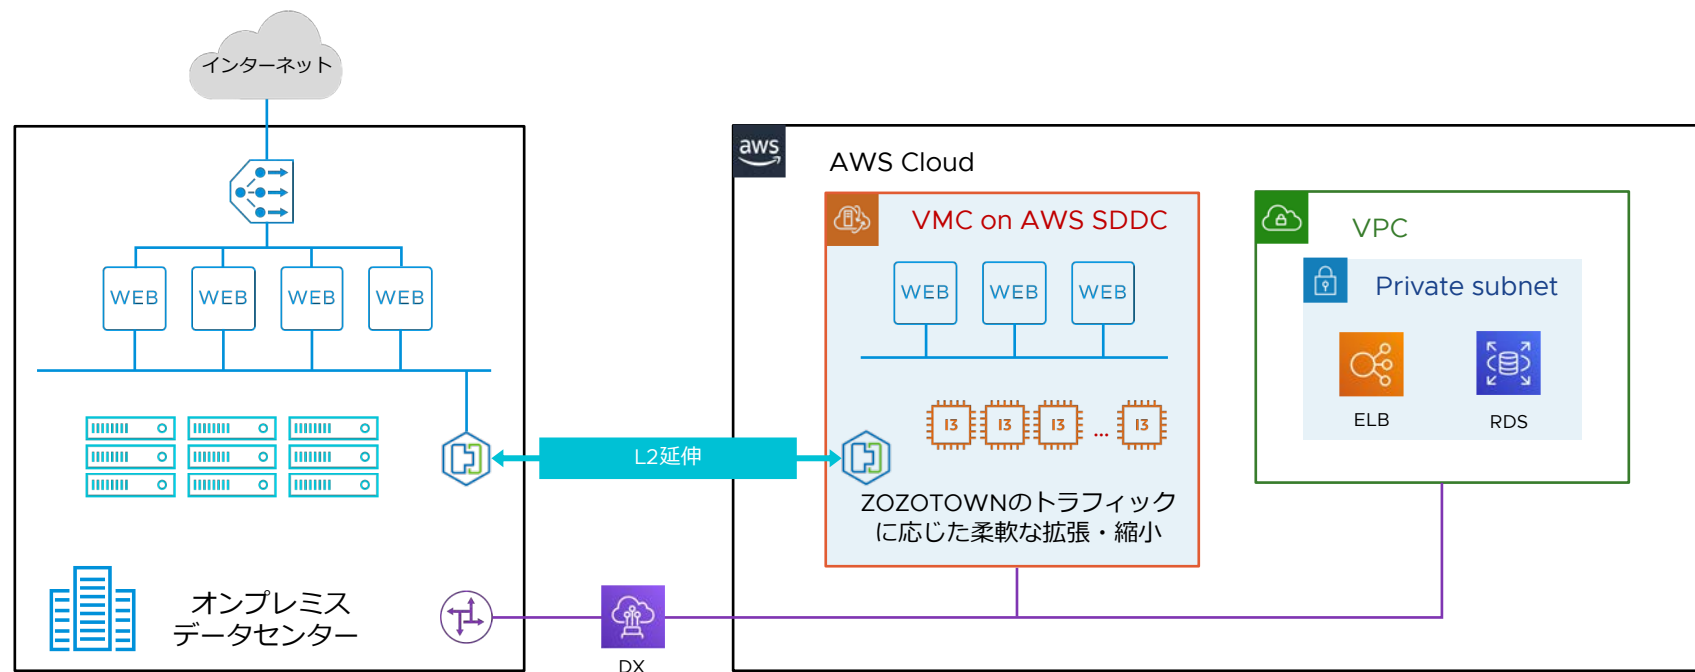 インターネット
aws
AWS Cloud
VMC on AWS SDDC
VPC
Private subnet
WEB
WEB
WEB
WEB
WEB
WEB
WEB
I3
I3
I3
...
I3
ELB
RDS
L2延伸
ZOZOTOWNのトラフィック
に応じた柔軟な拡張・縮小
オンプレミス
データセンター
DX